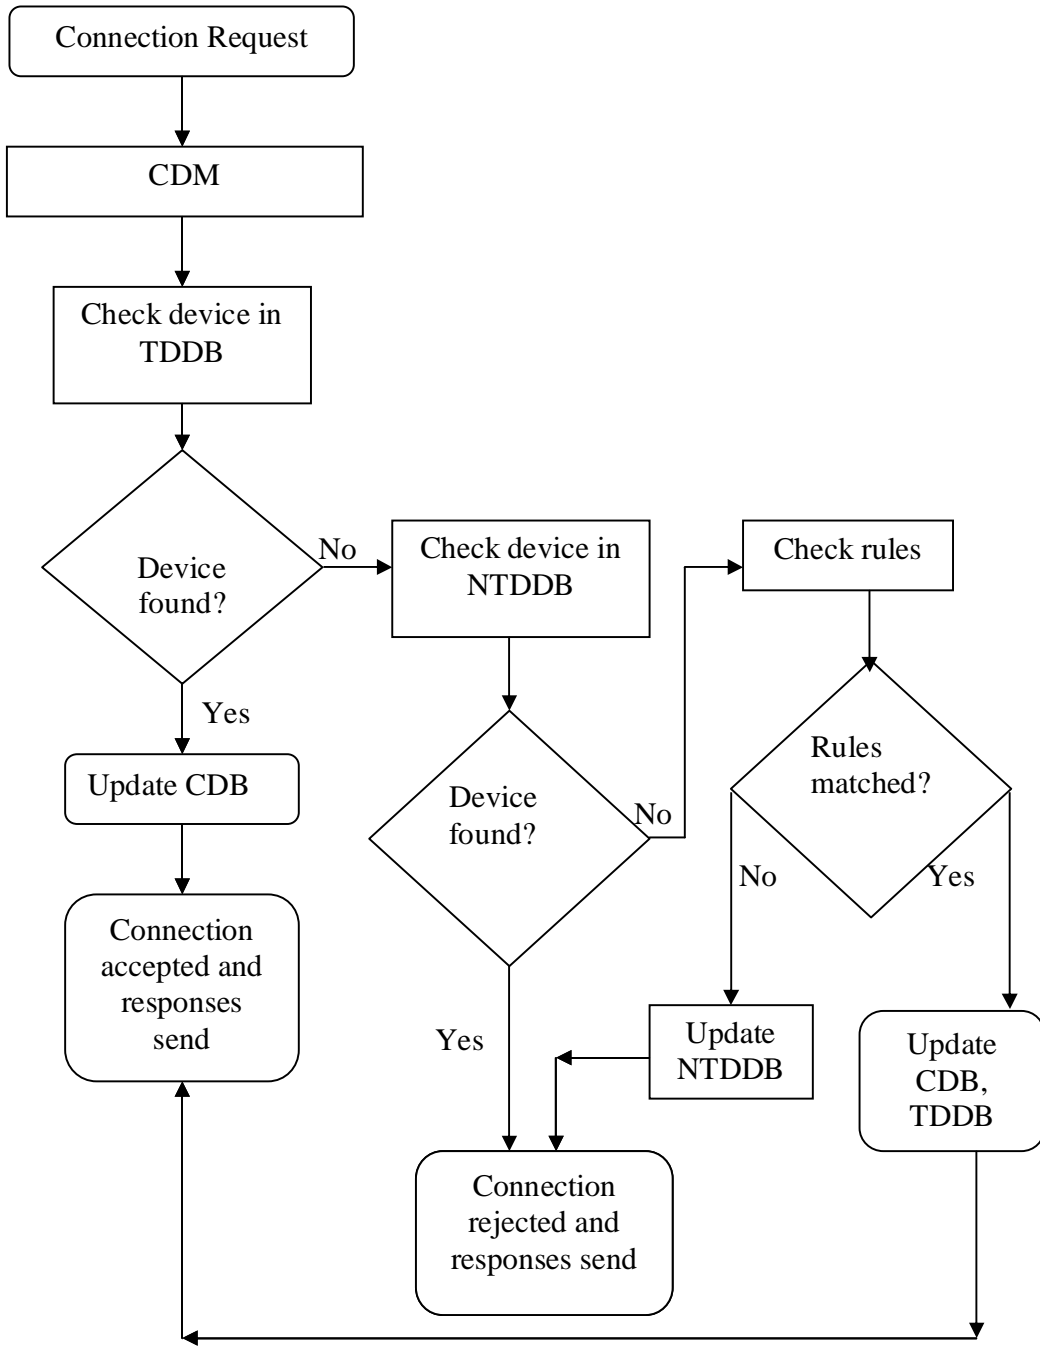 Connection Request
CDM
Check device in
TDDB
Device
found?
No
Yes
Update CDB
Connection
accepted and
responses
send
Check device in
NTDDB
Device
found?
No
Yes
Check rules
Rules
matched?
No
Yes
Update
NTDDB
Update
CDB,
TDDB
Connection
rejected and
responses send